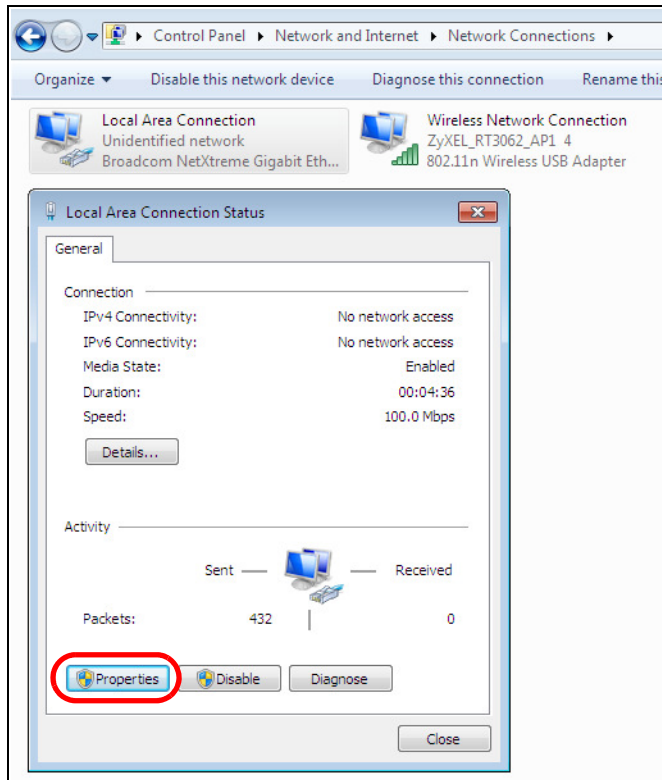 Control Panel Network and Internet Network Connections
Organize Disable this network device Diagnose this connection Rename this
Local Area Connection
Unidentified network
Broadcom NetXtreme Gigabit Eth...
Wireless Network Connection
ZyXEL_RT3062_AP1 4
802.11n Wireless USB Adapter
Local Area Connection Status
General
Connection
IPv4 Connectivity: No network access
IPv6 Connectivity: No network access
Media State: Enabled
Duration: 00:04:36
Speed: 100.0 Mbps
Details...
Activity
Sent Received
Packets: 432 0
Properties Disable Diagnose
Close